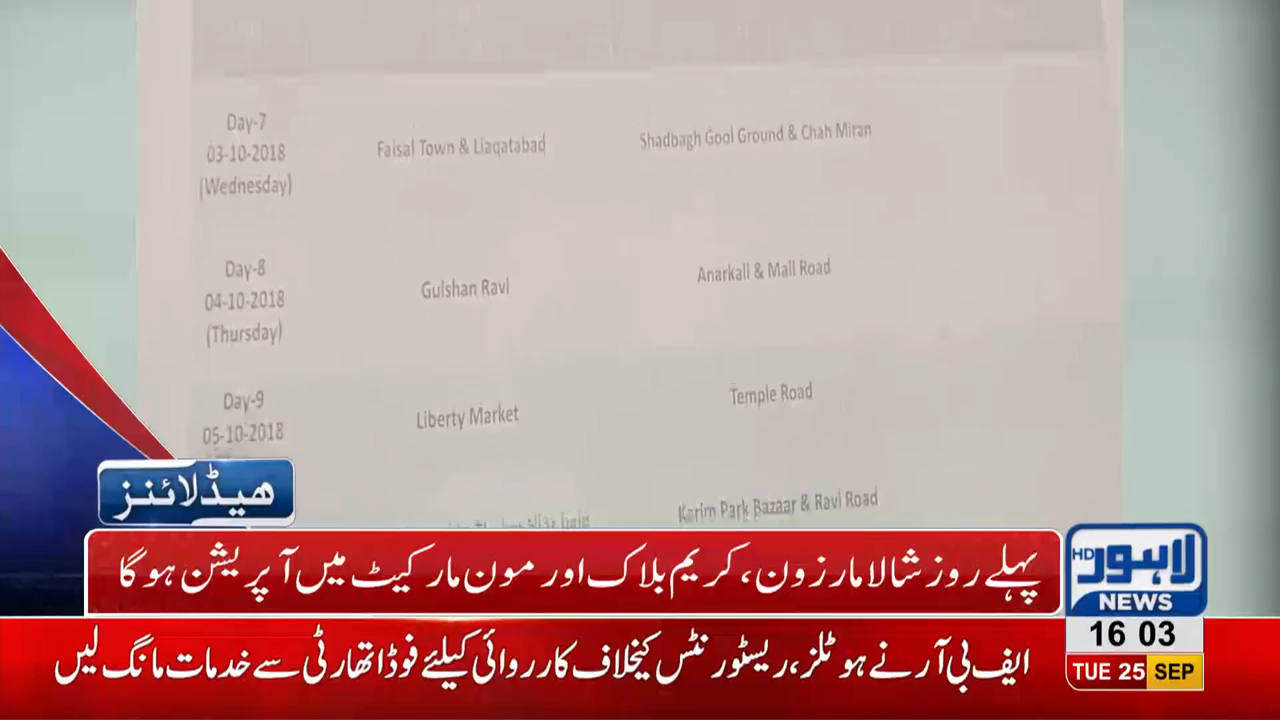 Day-7
03-10-2018
(Wednesday)
Faisal Town & Liaqatabad
Shadbagh Gool Ground & Chah Miran
Day-8
04-10-2018
(Thursday)
Gulshan Ravi
Anarkali & Mall Road
Day-9
05-10-2018
Liberty Market
Temple Road
Karim Park Bazaar & Ravi Road
ھیڈلائنز
پہلے روز شالامار زون، کریم بلاک اور مون مارکیٹ میں آپریشن ہوگا
ایف بی آر نے ہوٹلز، ریسٹورنٹس کیخلاف کارروائی کیلئے فوڈ اتھارٹی سے خدمات مانگ لیں
لاہور HD
NEWS
16 03
TUE 25 SEP